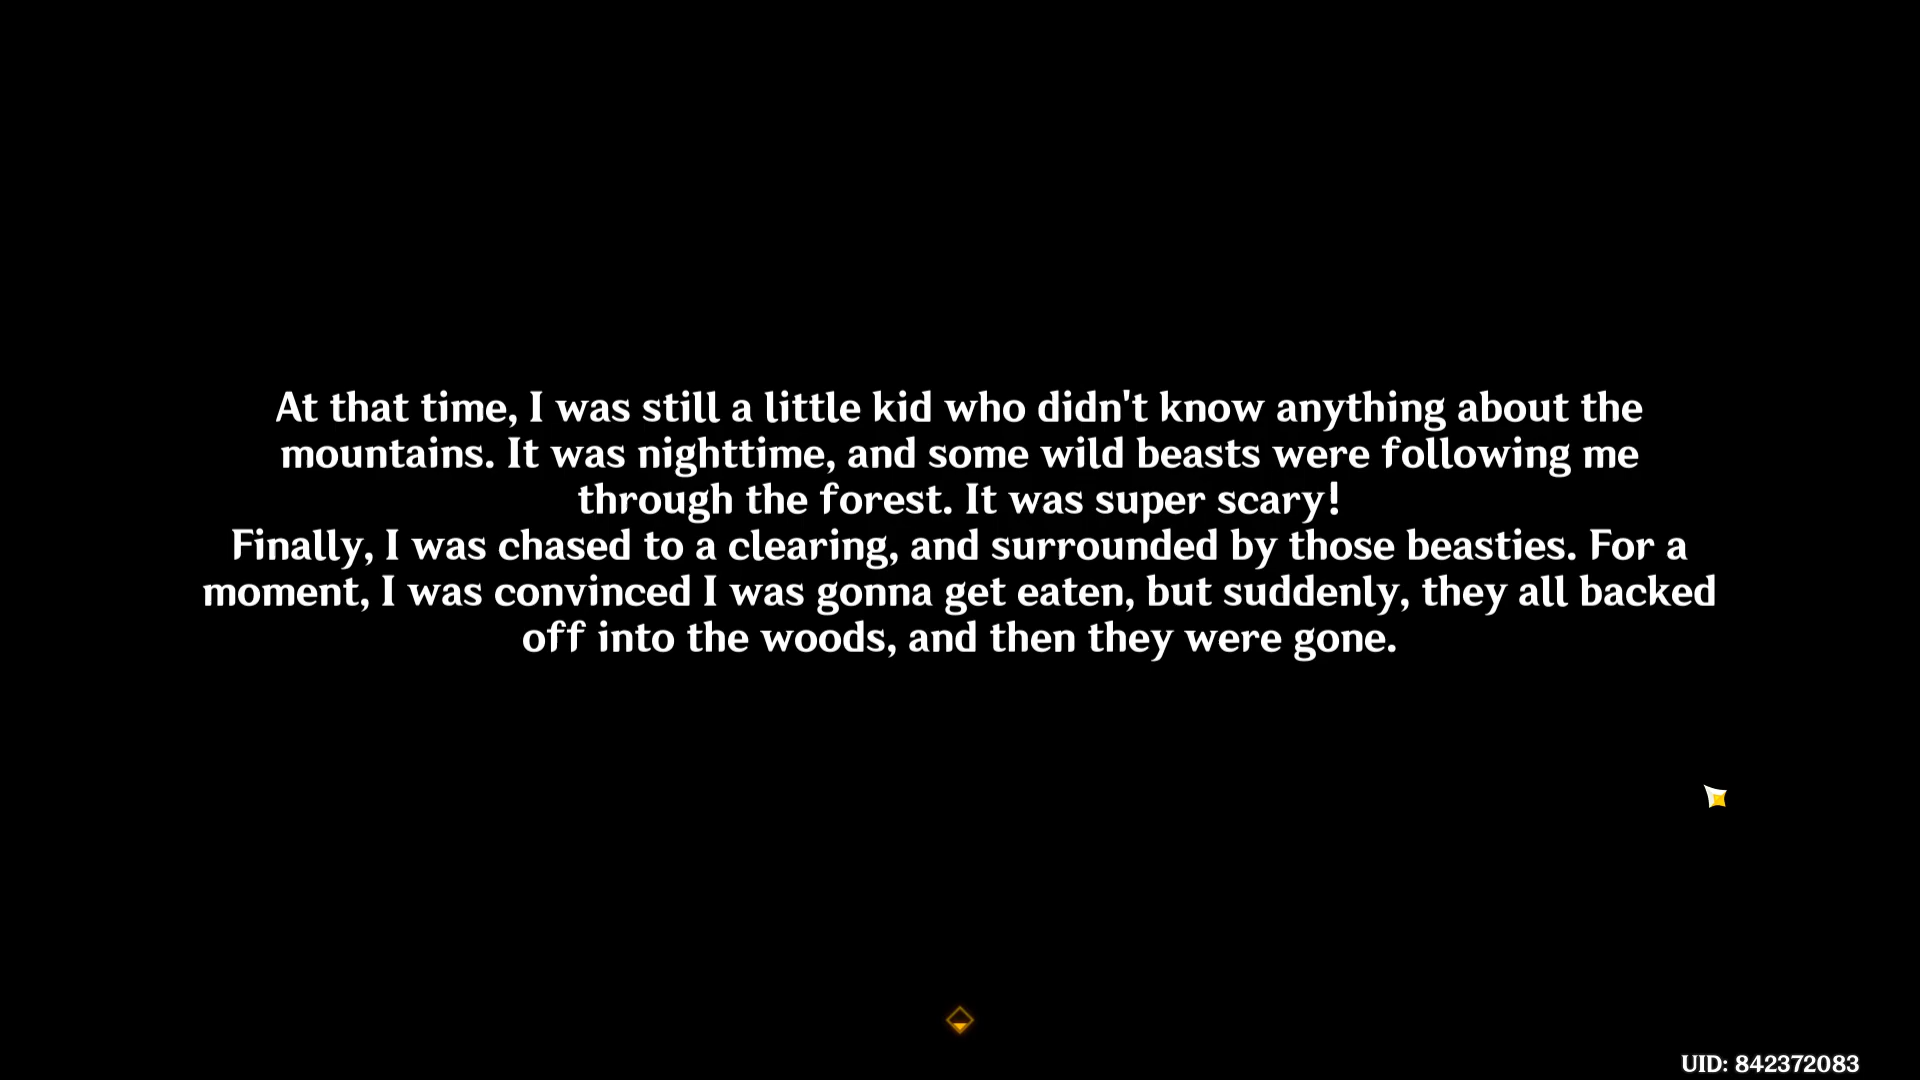 At that time, I was still a little kid who didn't know anything about the
mountains. It was nighttime, and some wild beasts were following me
through the forest. It was super scary!
Finally, I was chased to a clearing, and surrounded by those beasties. For a
moment, I was convinced I was gonna get eaten, but suddenly, they all backed
off into the woods, and then they were gone.
UID: 842372083